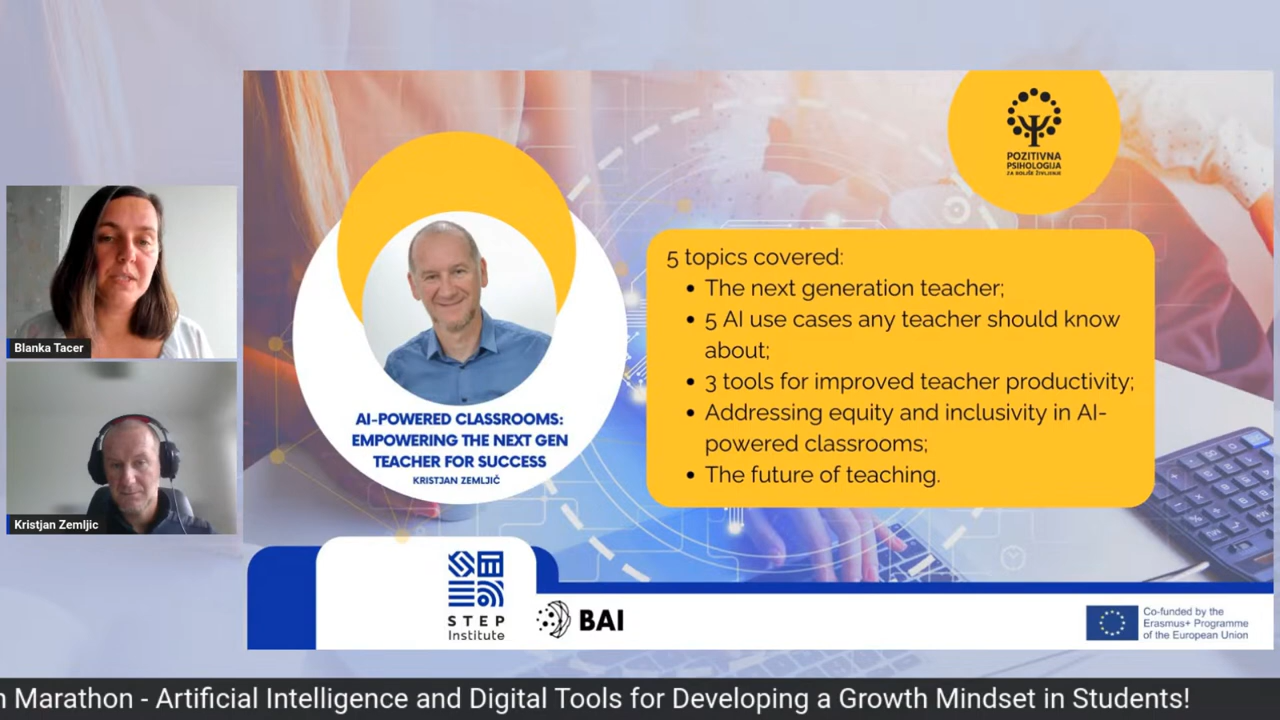 POZITIVNA
PSIHOLOGIJA
ZA BOLJŠE ŽIVLJENJE
5 topics covered:
• The next generation teacher;
• 5 AI use cases any teacher should know
about;
• 3 tools for improved teacher productivity;
• Addressing equity and inclusivity in AI-
powered classrooms;
• The future of teaching.
Blanka Tacer
Kristjan Zemljic
AI-POWERED CLASSROOMS:
EMPOWERING THE NEXT GEN
TEACHER FOR SUCCESS
KRISTJAN ZEMLJIČ
STEP
Institute
BAI
Co-funded by the
Erasmus+ Programme
of the European Union
n Marathon - Artificial Intelligence and Digital Tools for Developing a Growth Mindset in Students!